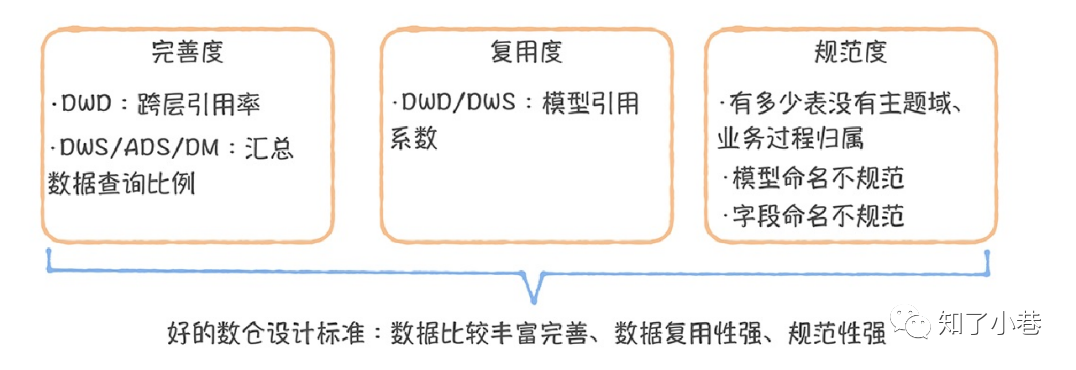 完善度
·DWD：跨层引用率
·DWS/ADS/DM：汇总
数据查询比例
复用度
·DWD/DWS：模型引用
系数
规范度
·有多少表没有主题域、
业务过程归属
·模型命名不规范
·字段命名不规范
好的数仓设计标准：数据比较丰富完善、数据复用性强、规范性强
知了小巷